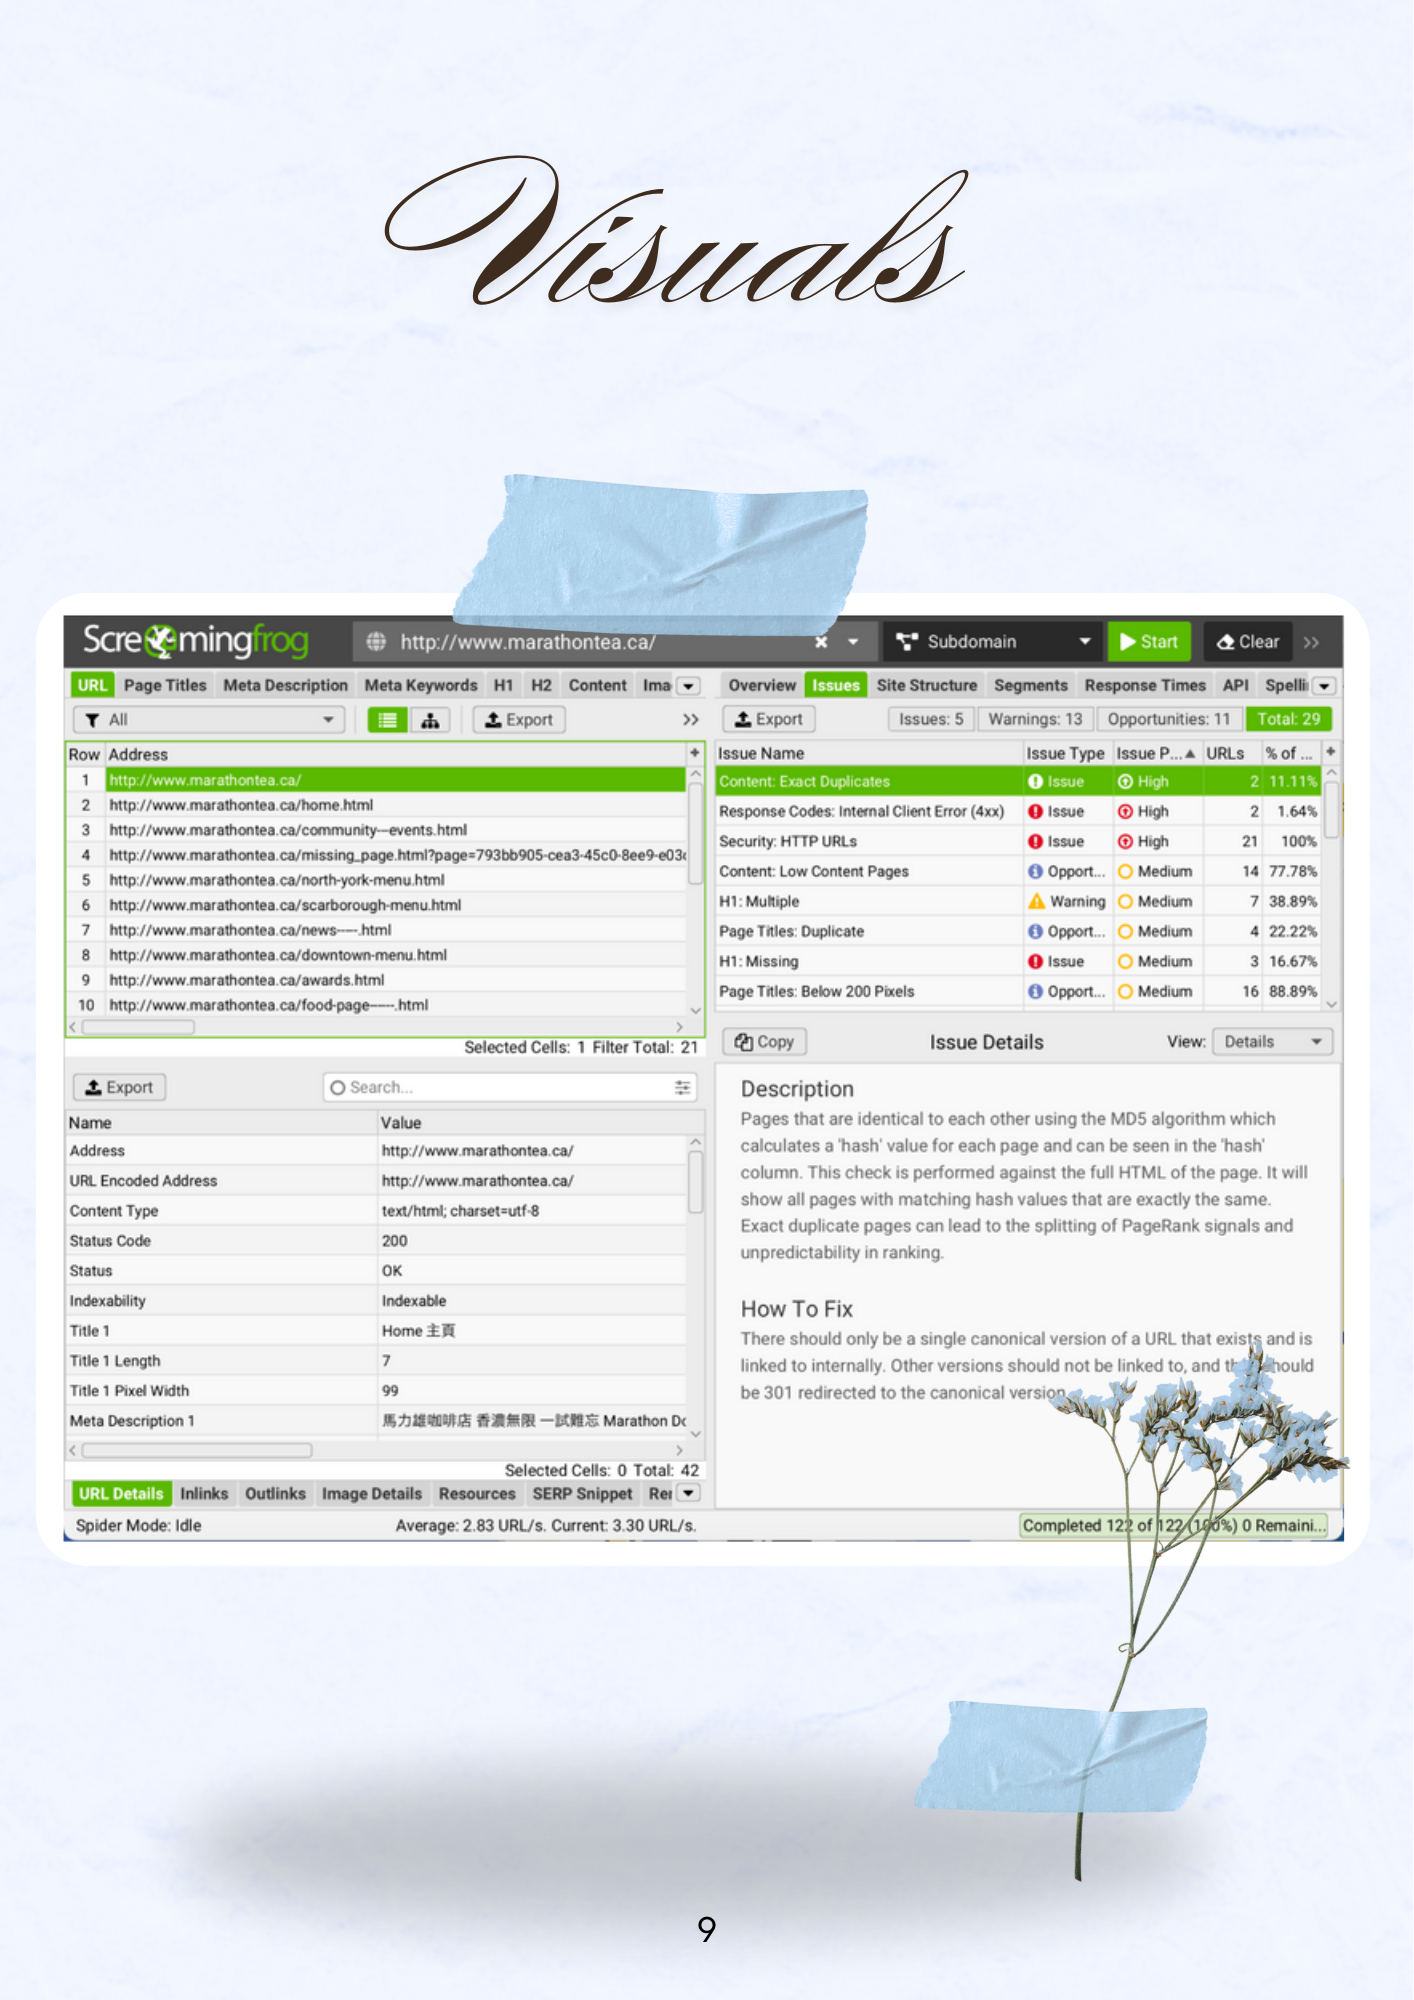 Visuals
Screamingfrog
http://www.marathontea.ca/
Subdomain
Start
Clear
URL Page Titles Meta Description Meta Keywords H1 H2 Content
All
Export
Row Address
1 http://www.marathontea.ca/
2 http://www.marathontea.ca/home.html
3 http://www.marathontea.ca/community---events.html
4 http://www.marathontea.ca/missing_page.html?page=793bb905-cea3-45c0-8ee9-e03c
5 http://www.marathontea.ca/north-york-menu.html
6 http://www.marathontea.ca/scarborough-menu.html
7 http://www.marathontea.ca/news-----.html
8 http://www.marathontea.ca/downtown-menu.html
9 http://www.marathontea.ca/awards.html
10 http://www.marathontea.ca/food-page------.html
Selected Cells: 1 Filter Total: 21
Export
Search...
Name Value
Address http://www.marathontea.ca/
URL Encoded Address http://www.marathontea.ca/
Content Type text/html; charset=utf-8
Status Code 200
Status OK
Indexability Indexable
Title 1 Home 主頁
Title 1 Length 7
Title 1 Pixel Width 99
Meta Description 1 馬力雄咖啡店 香濃無限 一試難忘 Marathon
Selected Cells: 0 Total: 42
URL Details Inlinks Outlinks Image Details Resources SERP Snippet
Spider Mode: Idle
Average: 2.83 URL/s. Current: 3.30 URL/s.
Overview Issues Site Structure Segments Response Times API
Export
Issues: 5 Warnings: 13 Opportunities: 11 Total: 29
Issue Name Issue Type Issue P... URLs % of ...
Content: Exact Duplicates Issue High 2 11.11%
Response Codes: Internal Client Error (4xx) Issue High 2 1.64%
Security: HTTP URLs Issue High 21 100%
Content: Low Content Pages Opport... Medium 14 77.78%
H1: Multiple Warning Medium 7 38.89%
Page Titles: Duplicate Opport... Medium 4 22.22%
H1: Missing Issue Medium 3 16.67%
Page Titles: Below 200 Pixels Opport... Medium 16 88.89%
Copy
Issue Details
View: Details
Description
Pages that are identical to each other using the MD5 algorithm which
calculates a 'hash' value for each page and can be seen in the 'hash'
column. This check is performed against the full HTML of the page. It will
show all pages with matching hash values that are exactly the same.
Exact duplicate pages can lead to the splitting of PageRank signals and
unpredictability in ranking.
How To Fix
There should only be a single canonical version of a URL that exists and is
linked to internally. Other versions should not be linked to, and
be 301 redirected to the canonical version
Completed 122 of 122 (100%) 0 Remaini...
9